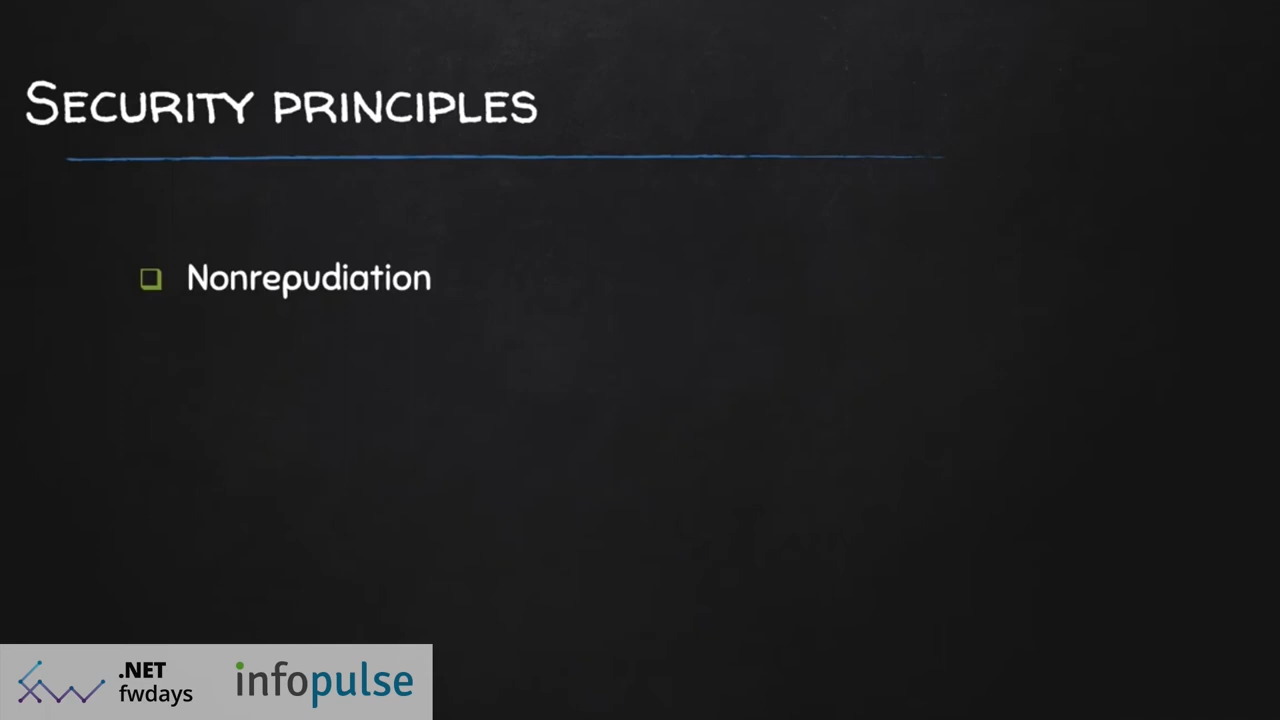 Security principles
Nonrepudiation
.NET
fwdays
infopulse